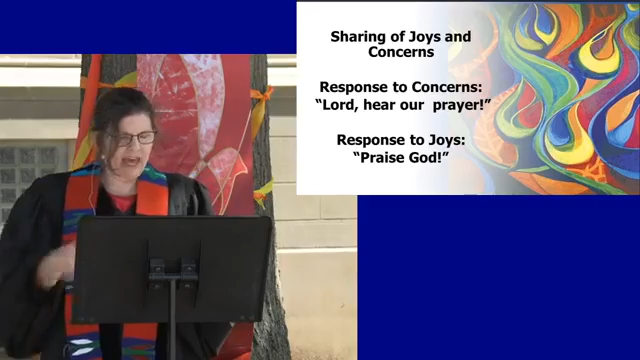 Sharing of Joys and
Concerns
Response to Concerns:
“Lord, hear our prayer!”
Response to Joys:
“Praise God!”